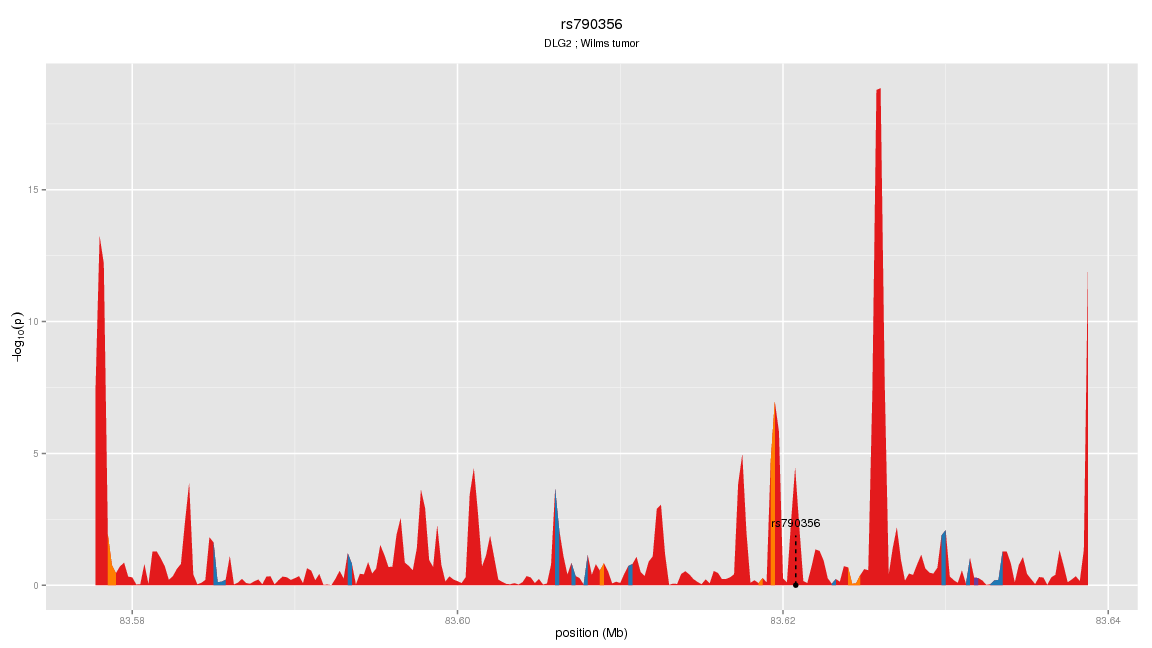 rs790356
DLG2 ; Wilms tumor
15
10
5
0
−log10(p)
rs790356
83.58
83.60
83.62
83.64
position (Mb)